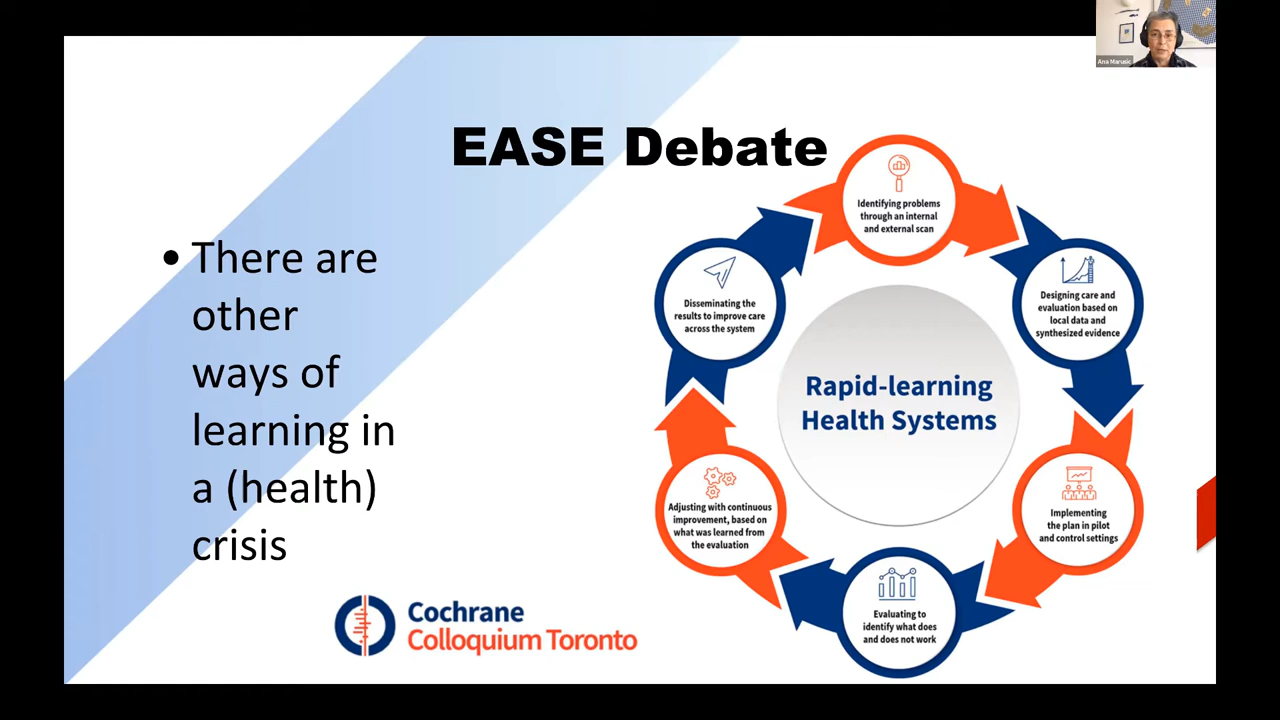 Ana Marusic
EASE Debate
• There are
other
ways of
learning in
a (health)
crisis
Cochrane
Colloquium Toronto
Rapid-learning
Health Systems
Identifying problems
through an internal
and external scan
Designing care and
evaluation based on
local data and
synthesized evidence
Implementing
the plan in pilot
and control settings
Evaluating to
identify what does
and does not work
Adjusting with continuous
improvement, based on
what was learned from
the evaluation
Disseminating the
results to improve care
across the system